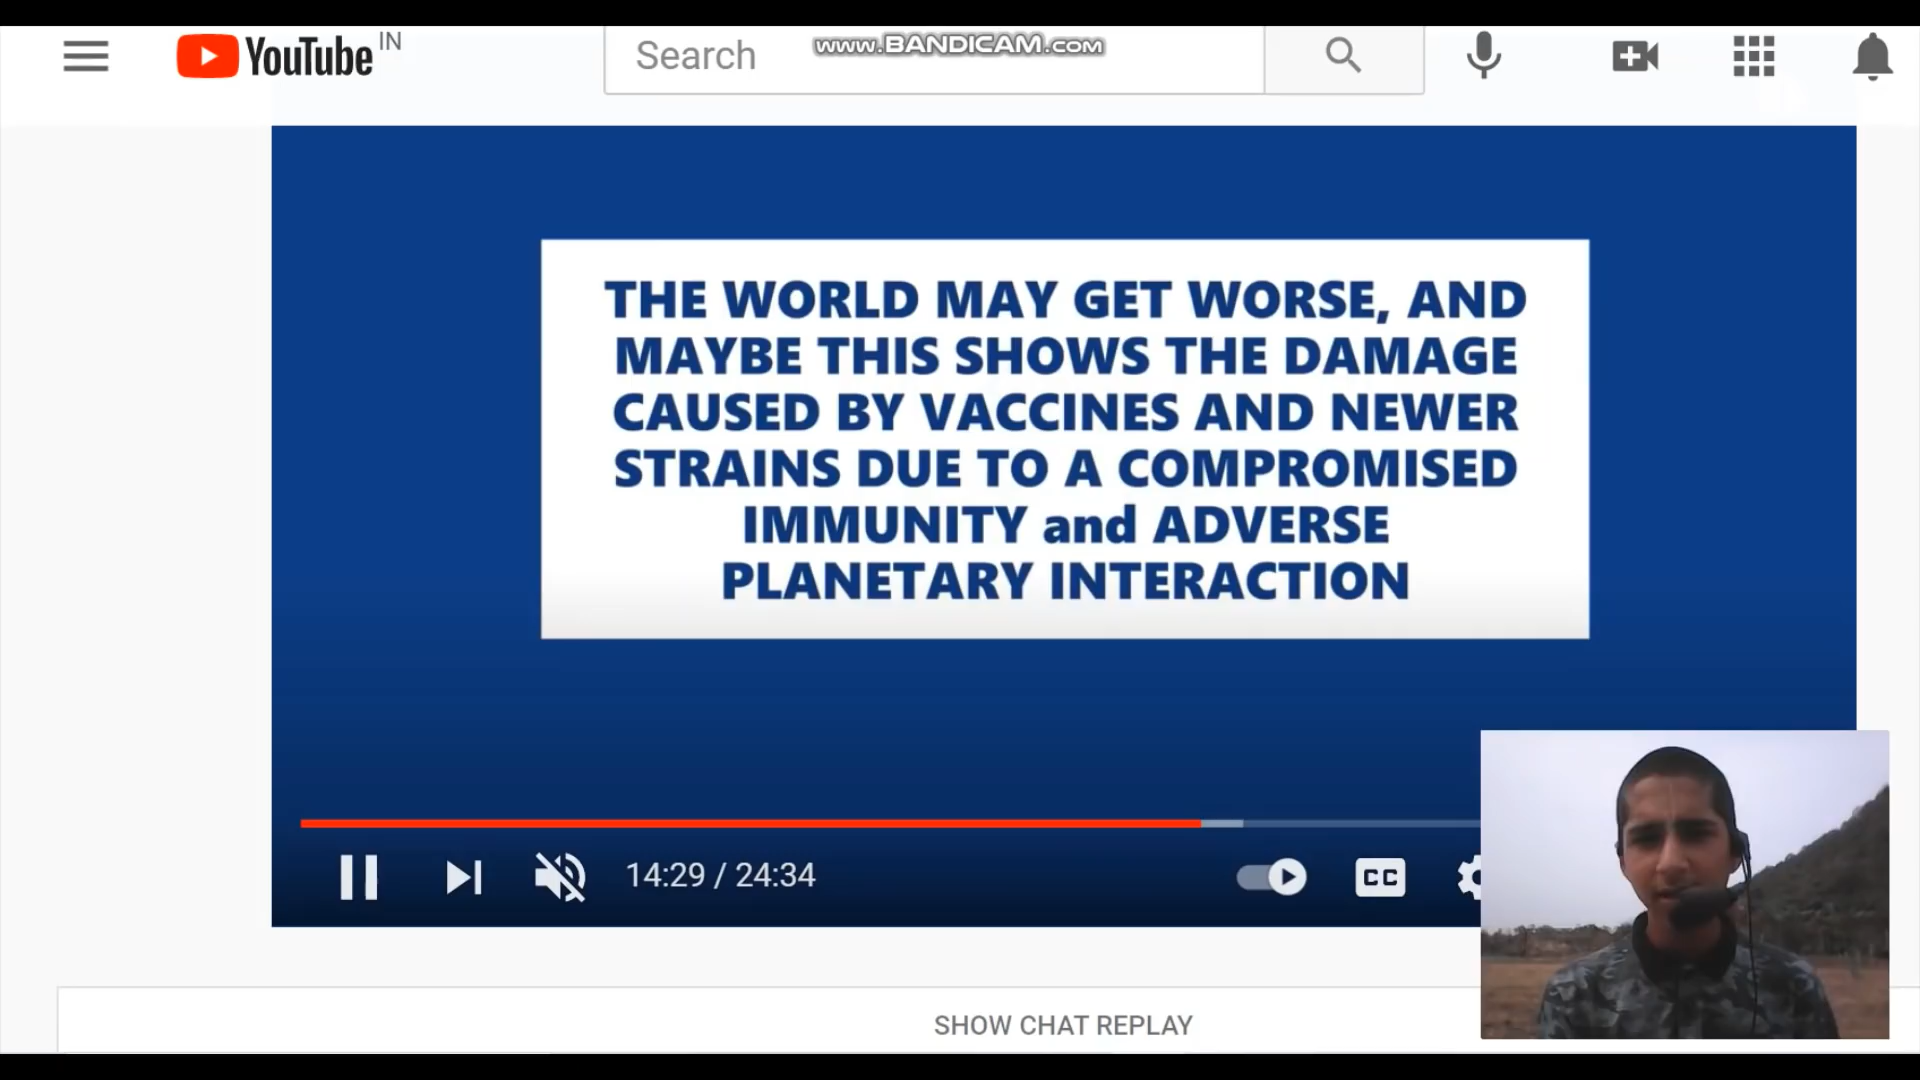 YouTube IN
Search
www.BANDICAM.com
THE WORLD MAY GET WORSE, AND
MAYBE THIS SHOWS THE DAMAGE
CAUSED BY VACCINES AND NEWER
STRAINS DUE TO A COMPROMISED
IMMUNITY and ADVERSE
PLANETARY INTERACTION
14:29 / 24:34
CC
SHOW CHAT REPLAY